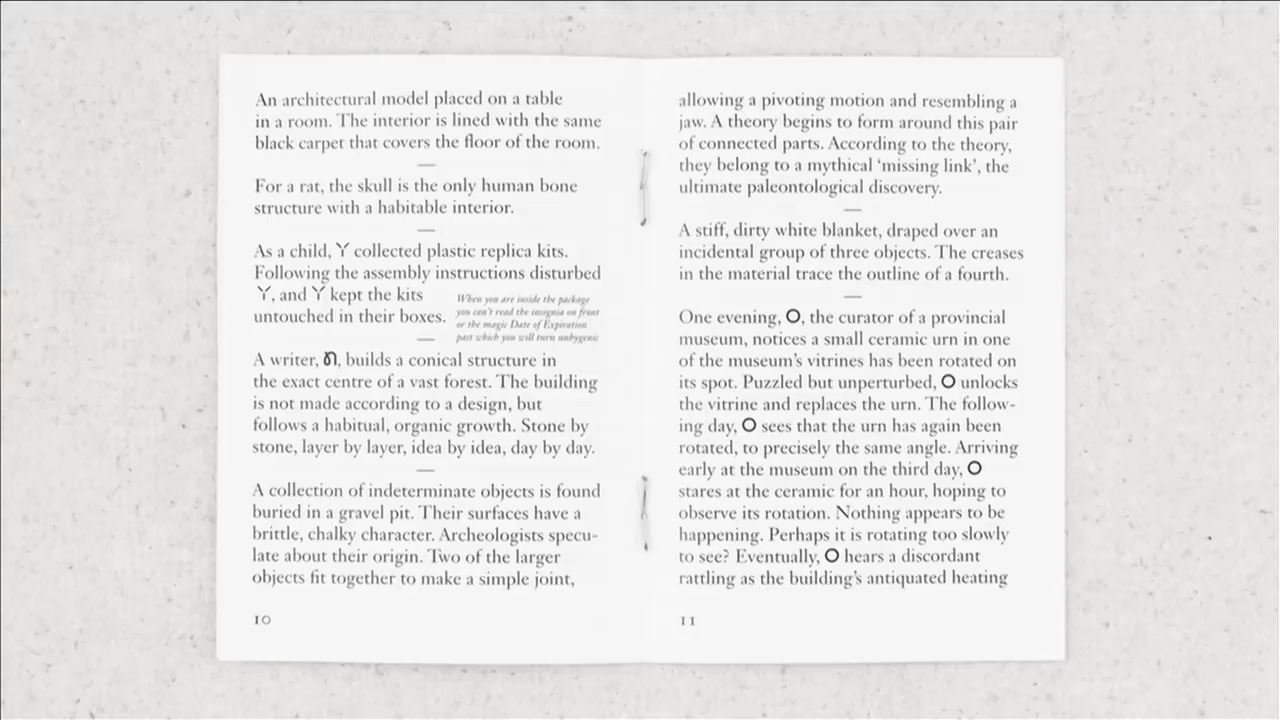 An architectural model placed on a table
in a room. The interior is lined with the same
black carpet that covers the floor of the room.
—
For a rat, the skull is the only human bone
structure with a habitable interior.
—
As a child, Y collected plastic replica kits.
Following the assembly instructions disturbed
Y, and Y kept the kits
untouched in their boxes.
When you are inside the package
you can't read the insignia on front
or the magic Date of Expiration
past which you will turn unhygenic
—
A writer, ภ, builds a conical structure in
the exact centre of a vast forest. The building
is not made according to a design, but
follows a habitual, organic growth. Stone by
stone, layer by layer, idea by idea, day by day.
—
A collection of indeterminate objects is found
buried in a gravel pit. Their surfaces have a
brittle, chalky character. Archeologists specu-
late about their origin. Two of the larger
objects fit together to make a simple joint,
10
allowing a pivoting motion and resembling a
jaw. A theory begins to form around this pair
of connected parts. According to the theory,
they belong to a mythical ‘missing link’, the
ultimate paleontological discovery.
—
A stiff, dirty white blanket, draped over an
incidental group of three objects. The creases
in the material trace the outline of a fourth.
—
One evening, O, the curator of a provincial
museum, notices a small ceramic urn in one
of the museum’s vitrines has been rotated on
its spot. Puzzled but unperturbed, O unlocks
the vitrine and replaces the urn. The follow-
ing day, O sees that the urn has again been
rotated, to precisely the same angle. Arriving
early at the museum on the third day, O
stares at the ceramic for an hour, hoping to
observe its rotation. Nothing appears to be
happening. Perhaps it is rotating too slowly
to see? Eventually, O hears a discordant
rattling as the building’s antiquated heating
11